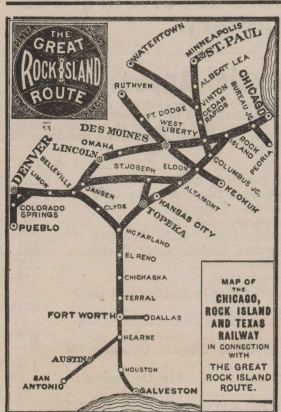 THE
GREAT
ROCK ISLAND
ROUTE
WATERTOWN
MINNEAPOLIS
ST. PAUL
ALBERT LEA
RUTHVEN
CHICAGO
BUREAU JC.
VINTON
CEDAR
RAPIDS
FT. DODGE
WEST
LIBERTY
DES MOINES
ROCK
ISLAND
PEORIA
OMAHA
LINCOLN
ST. JOSEPH
ELDON
COLUMBUS JC.
KEOKUK
DENVER
LIMON
BELLEVILLE
JANSEN
CLYDE
ALTAMONT
KANSAS CITY
TOPEKA
COLORADO
SPRINGS
PUEBLO
McFARLAND
EL RENO
CHICKASHA
TERRAL
FORT WORTH
DALLAS
HEARNE
AUSTIN
SAN
ANTONIO
HOUSTON
GALVESTON
MAP OF
THE
CHICAGO,
ROCK ISLAND
AND TEXAS
RAILWAY
IN CONNECTION
WITH
THE GREAT
ROCK ISLAND
ROUTE.